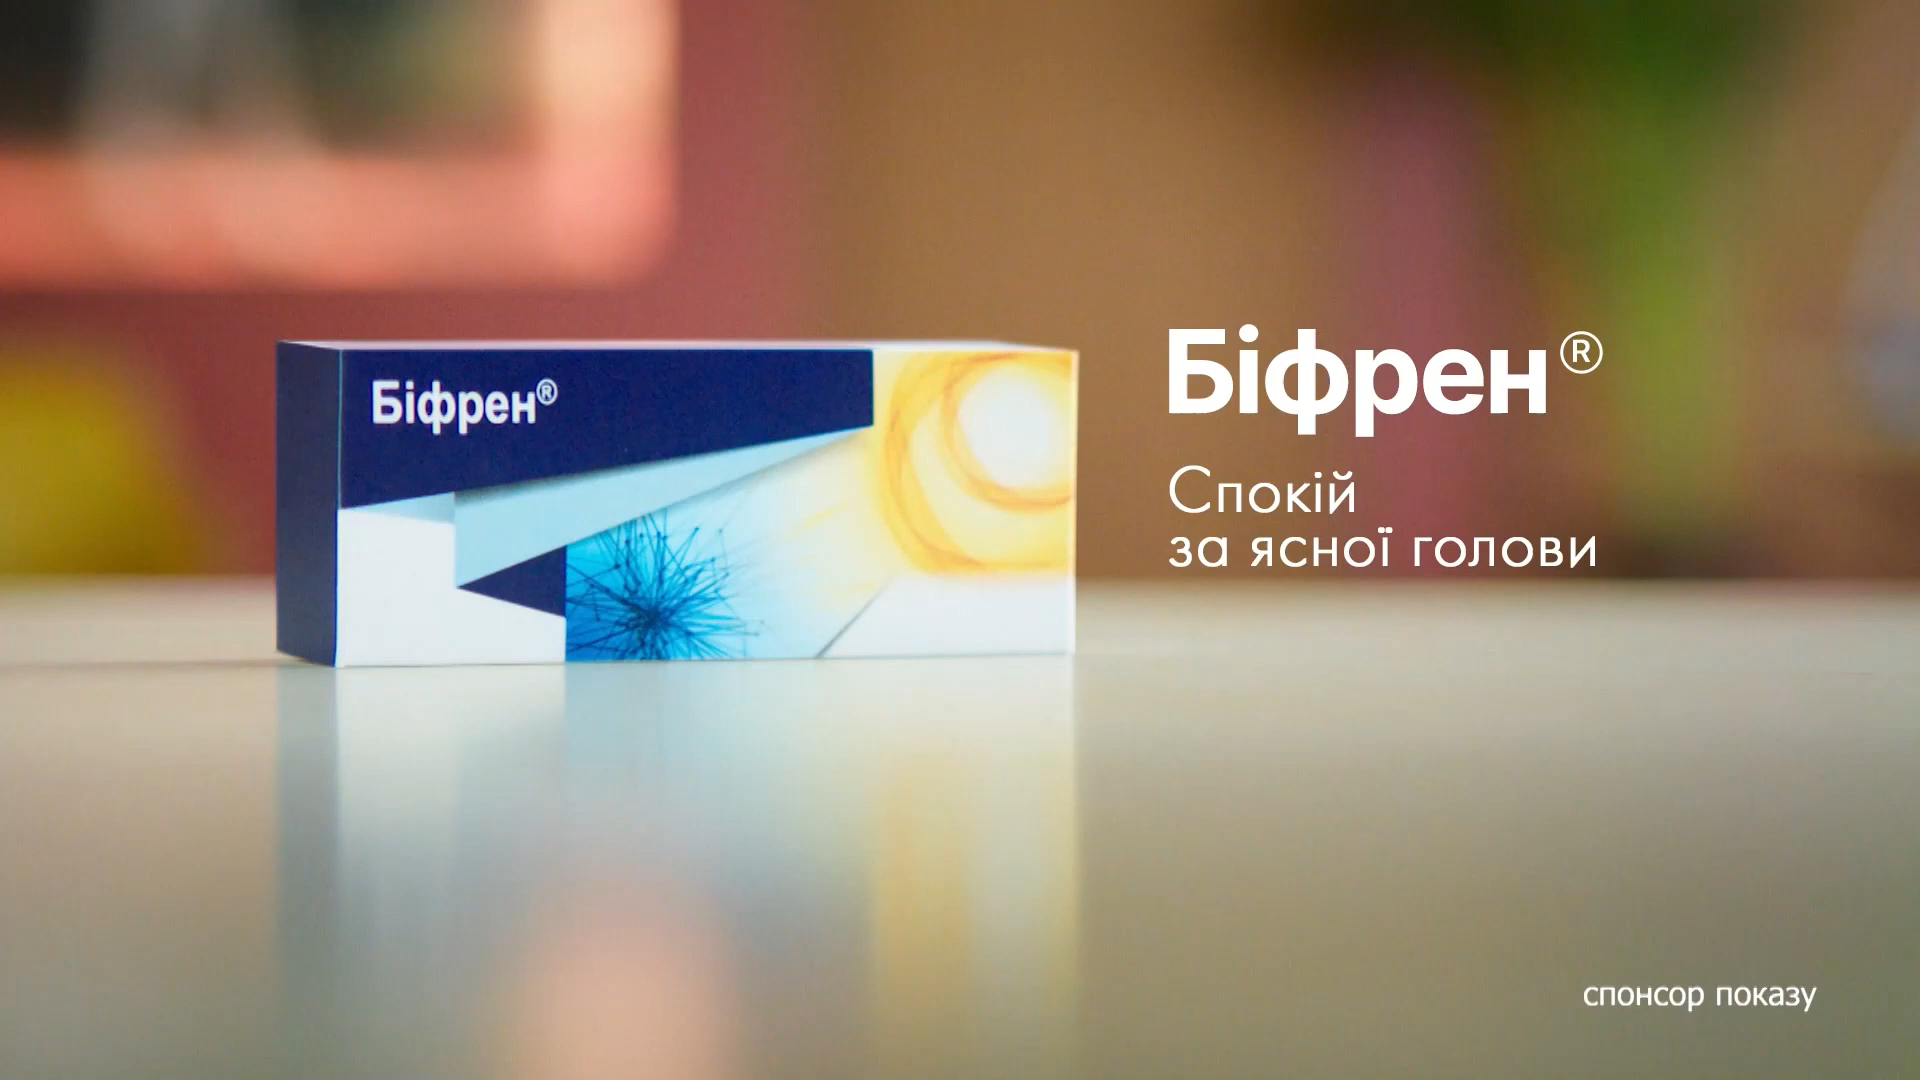 Біфрен®
Біфрен®
Спокій
за ясної голови
спонсор показу